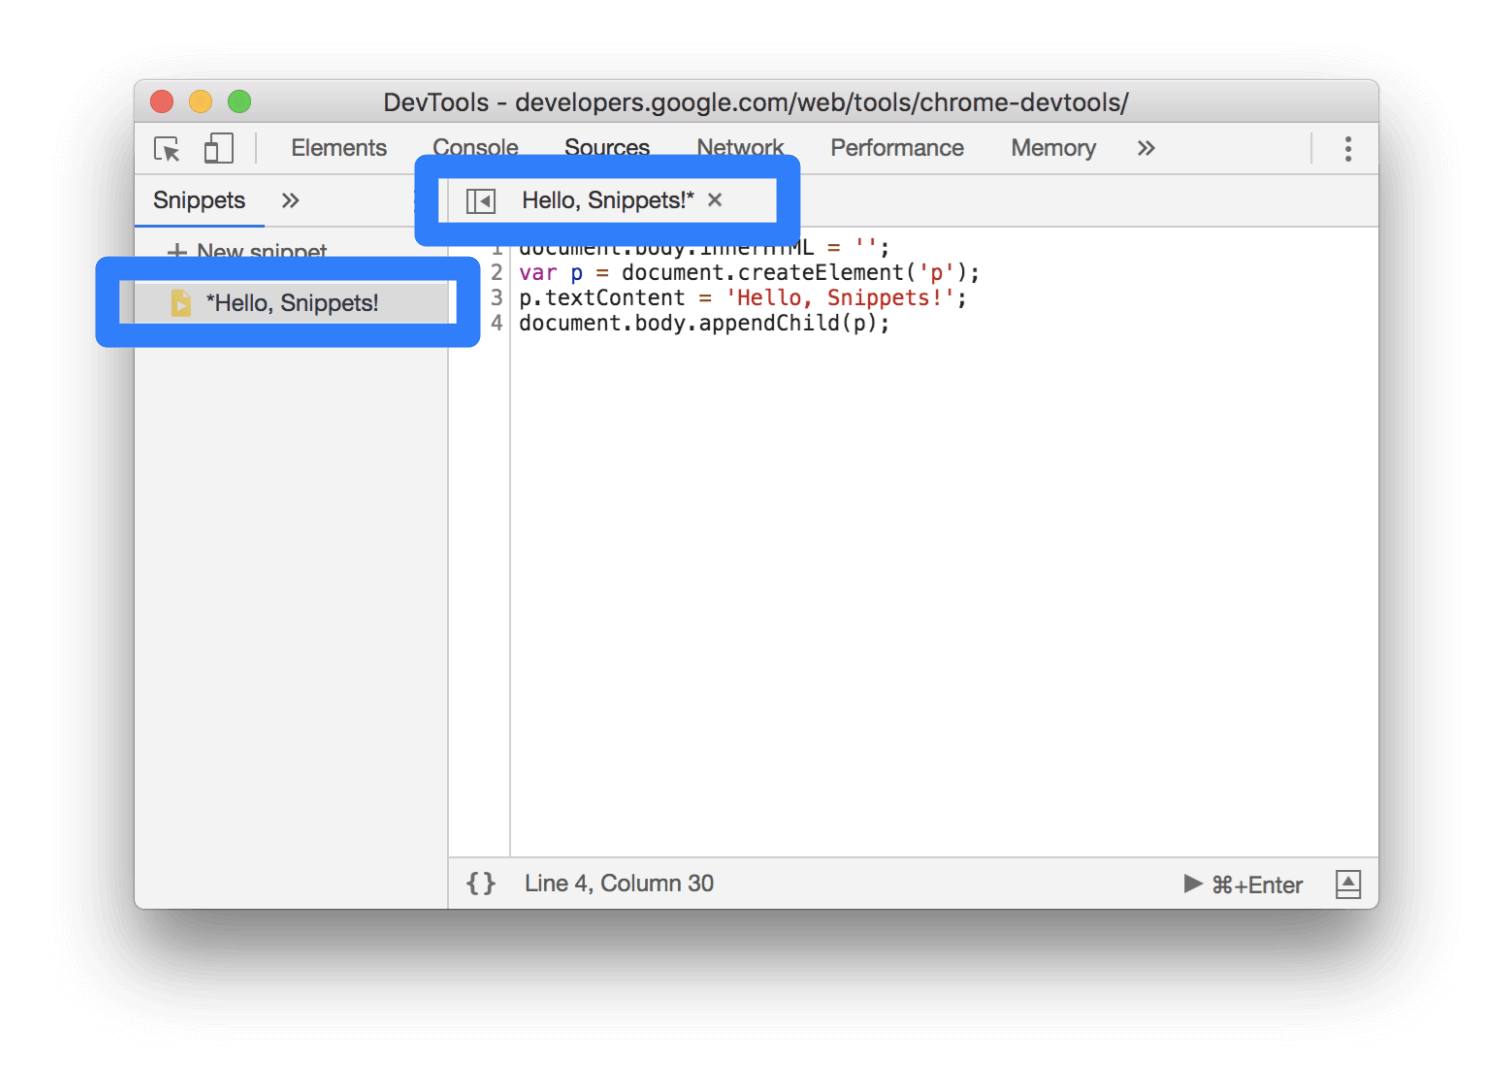 DevTools - developers.google.com/web/tools/chrome-devtools/
Elements Console Sources Network Performance Memory »
Snippets » Hello, Snippets!* ×
+ New snippet
*Hello, Snippets!
1 document.body.innerHTML = '';
2 var p = document.createElement('p');
3 p.textContent = 'Hello, Snippets!';
4 document.body.appendChild(p);
{} Line 4, Column 30 ▶ ⌘+Enter